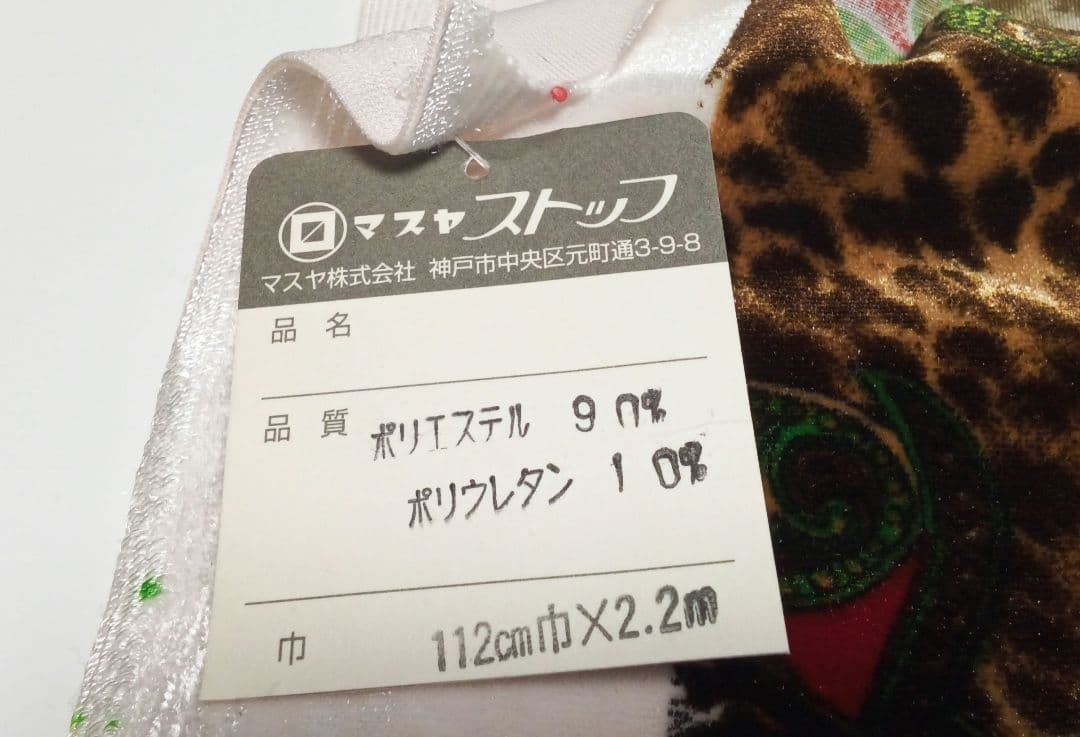 マスヤ ストップ
マスヤ株式会社 神戸市中央区元町通3-9-8
品 名
品 質 ポリエステル 90%
ポリウレタン 10%
巾 112cm巾×2.2m